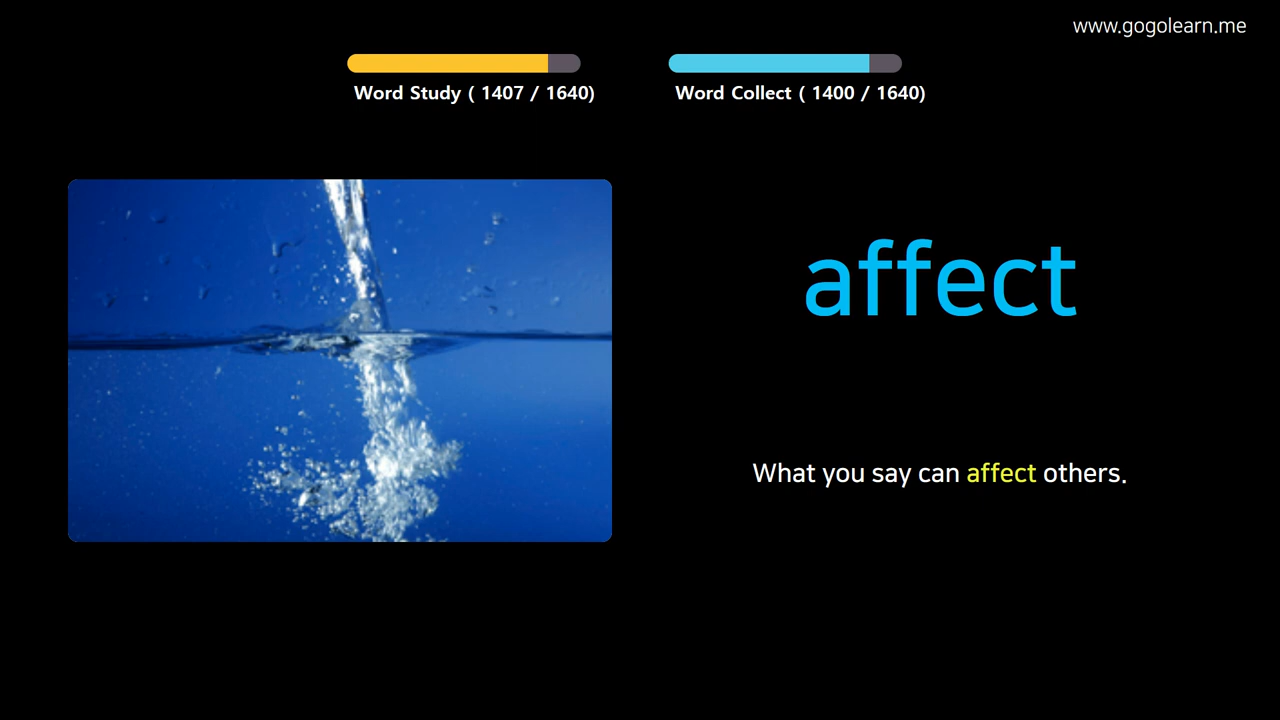 www.gogolearn.me
Word Study ( 1407 / 1640)
Word Collect ( 1400 / 1640)
affect
What you say can affect others.